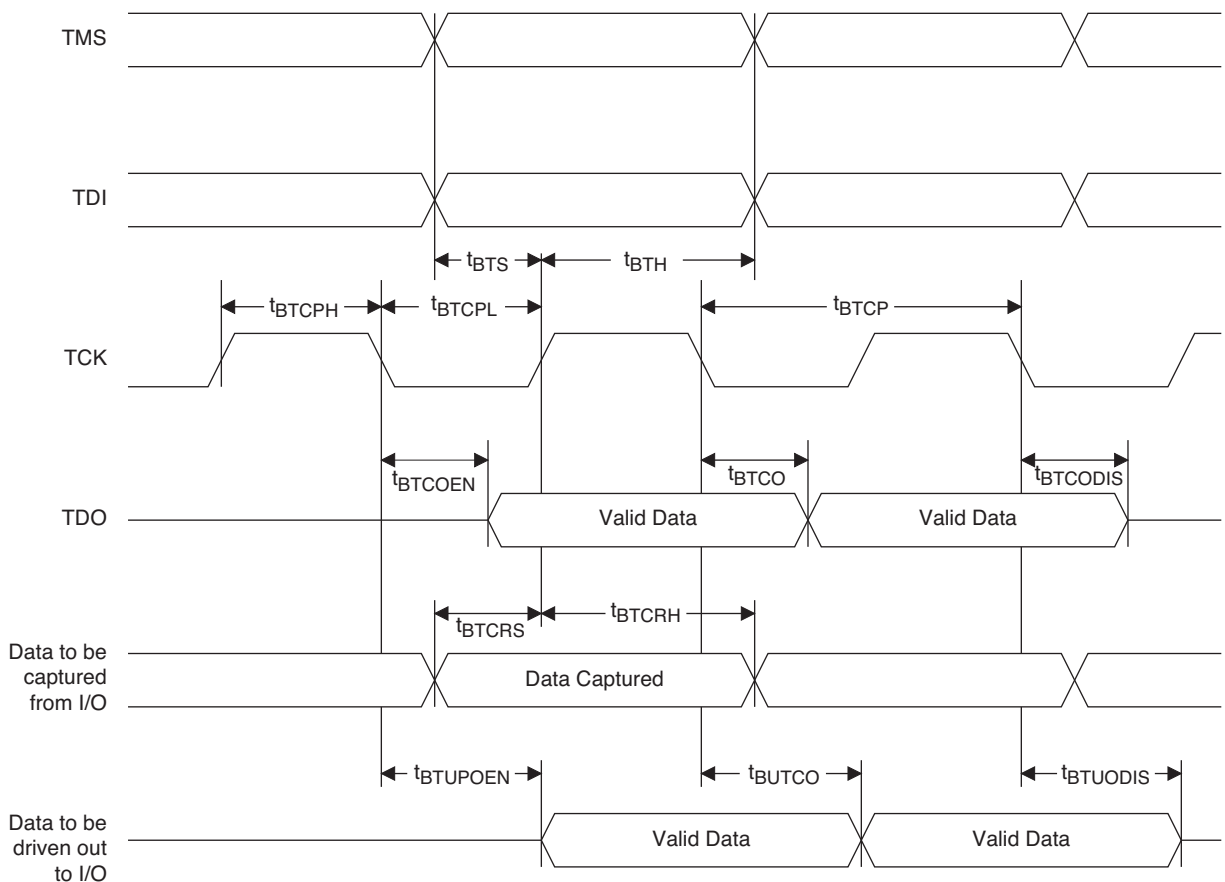 TMS
TDI
tBTS
tBTH
tBTCPH
tBTCPL
tBTCP
TCK
tBTCOEN
tBTCO
tBTCODIS
TDO
Valid Data
Valid Data
tBTCRS
tBTCRH
Data to be
captured
from I/O
Data Captured
tBTUPOEN
tBUTCO
tBTUODIS
Data to be
driven out
to I/O
Valid Data
Valid Data